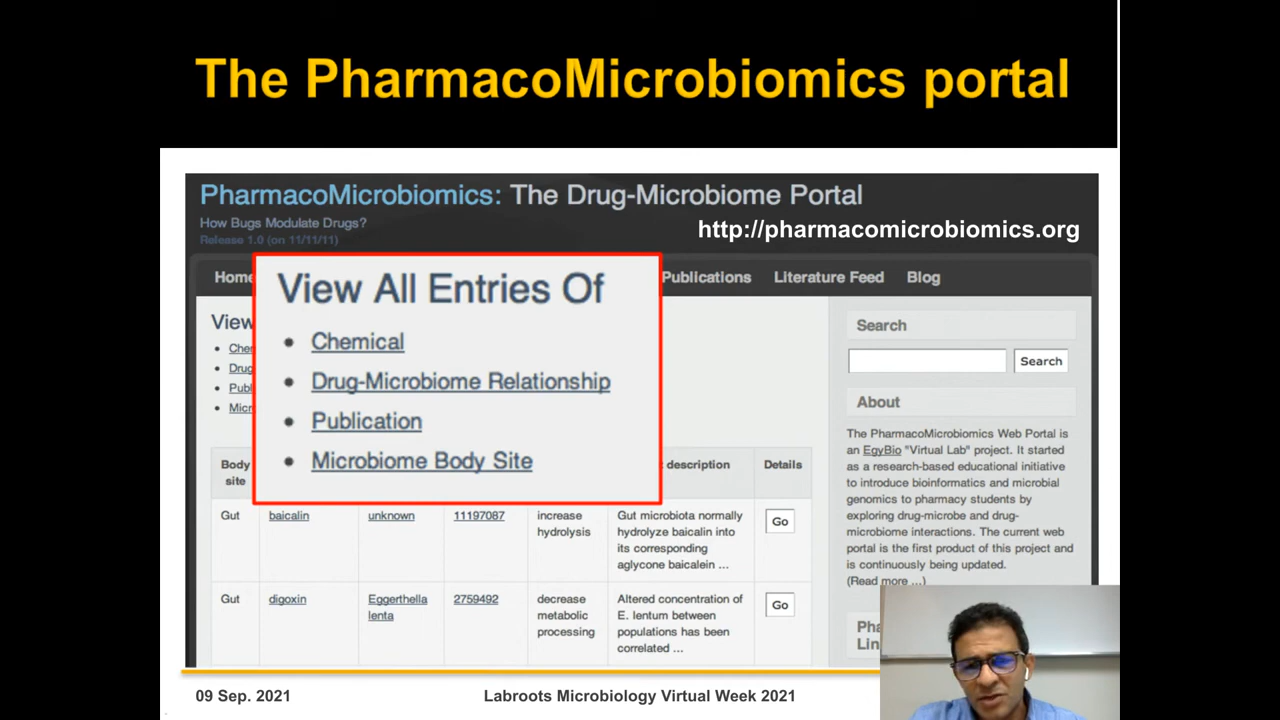 The PharmacoMicrobiomics portal
PharmacoMicrobiomics: The Drug-Microbiome Portal
How Bugs Modulate Drugs?
http://pharmacomicrobiomics.org
Release 1.0 (on 11/11/11)
Home
Publications
Literature Feed
Blog
View
View All Entries Of
• Chemical
• Drug-Microbiome Relationship
• Publication
• Microbiome Body Site
Body
site
description
Details
Gut
baicalin
unknown
11197087
increase
hydrolysis
Gut microbiota normally
hydrolyze baicalin into
its corresponding
aglycone baicalein ...
Go
Gut
digoxin
Eggerthella
lenta
2759492
decrease
metabolic
processing
Altered concentration of
E. lentum between
populations has been
correlated ...
Go
Search
Search
About
The PharmacoMicrobiomics Web Portal is
an EgyBio "Virtual Lab" project. It started
as a research-based educational initiative
to introduce bioinformatics and microbial
genomics to pharmacy students by
exploring drug-microbe and drug-
microbiome interactions. The current web
portal is the first product of this project and
is continuously being updated.
(Read more ...)
09 Sep. 2021
Labroots Microbiology Virtual Week 2021